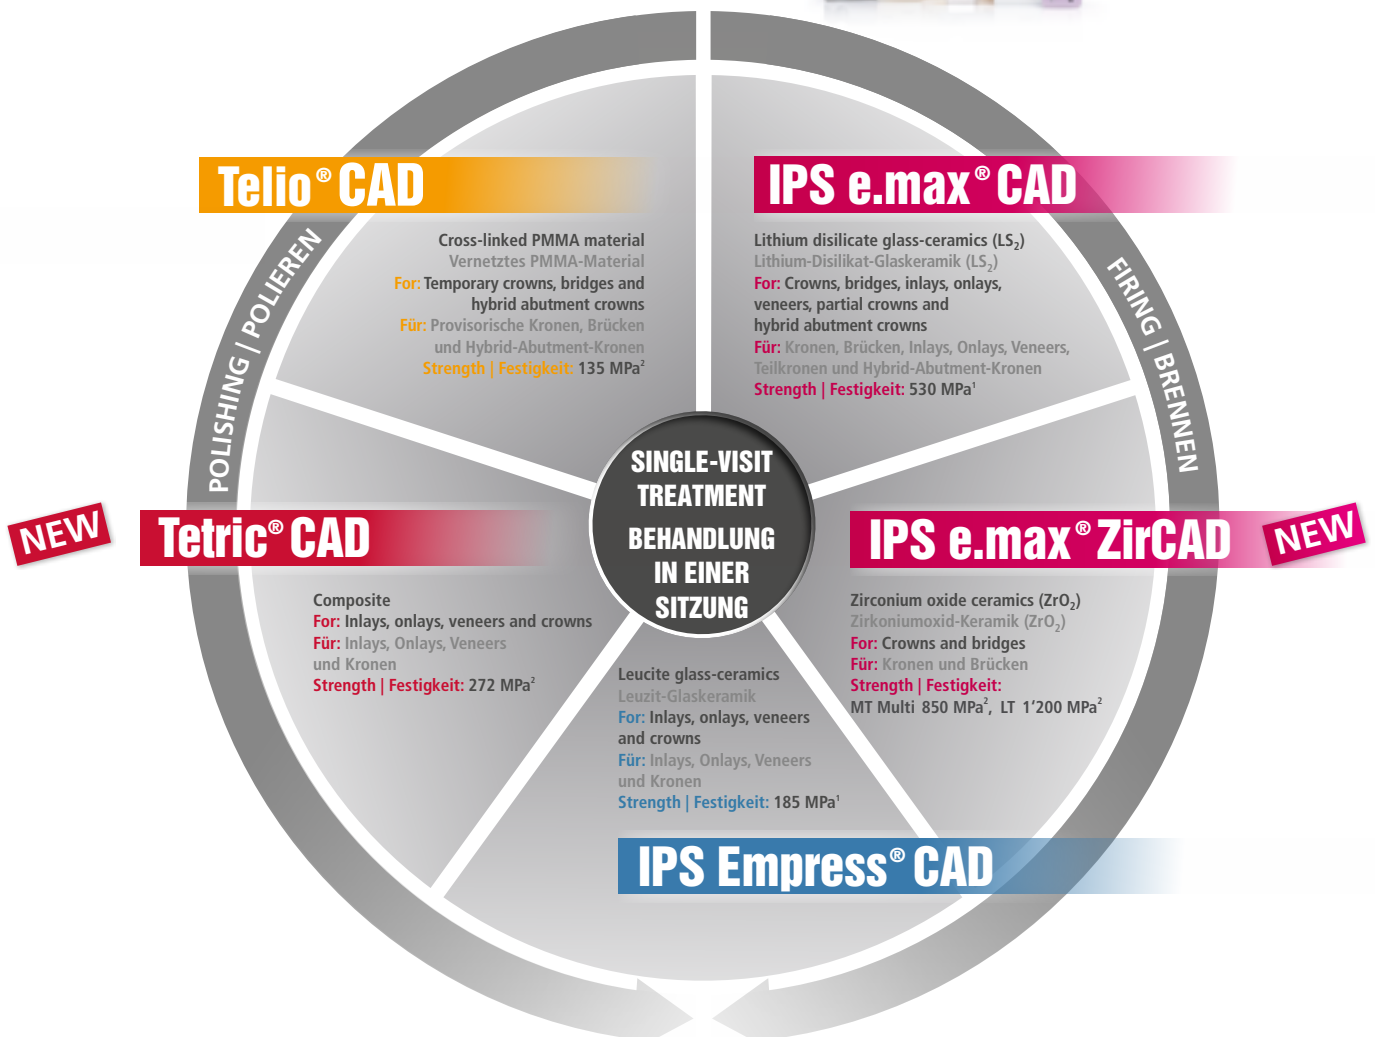 Telio® CAD
Cross-linked PMMA material
Vernetztes PMMA-Material
For: Temporary crowns, bridges and
hybrid abutment crowns
Für: Provisorische Kronen, Brücken
und Hybrid-Abutment-Kronen
Strength | Festigkeit: 135 MPa²
IPS e.max® CAD
Lithium disilicate glass-ceramics (LS₂)
Lithium-Disilikat-Glaskeramik (LS₂)
For: Crowns, bridges, inlays, onlays,
veneers, partial crowns and
hybrid abutment crowns
Für: Kronen, Brücken, Inlays, Onlays, Veneers,
Teilkronen und Hybrid-Abutment-Kronen
Strength | Festigkeit: 530 MPa¹
POLISHING | POLIEREN
FIRING | BRENNEN
SINGLE-VISIT
TREATMENT
BEHANDLUNG
IN EINER
SITZUNG
NEW
Tetric® CAD
Composite
For: Inlays, onlays, veneers and crowns
Für: Inlays, Onlays, Veneers
und Kronen
Strength | Festigkeit: 272 MPa²
IPS e.max® ZirCAD
NEW
Zirconium oxide ceramics (ZrO₂)
Zirkoniumoxid-Keramik (ZrO₂)
For: Crowns and bridges
Für: Kronen und Brücken
Strength | Festigkeit:
MT Multi 850 MPa², LT 1’200 MPa²
Leucite glass-ceramics
Leuzit-Glaskeramik
For: Inlays, onlays, veneers
and crowns
Für: Inlays, Onlays, Veneers
und Kronen
Strength | Festigkeit: 185 MPa¹
IPS Empress® CAD